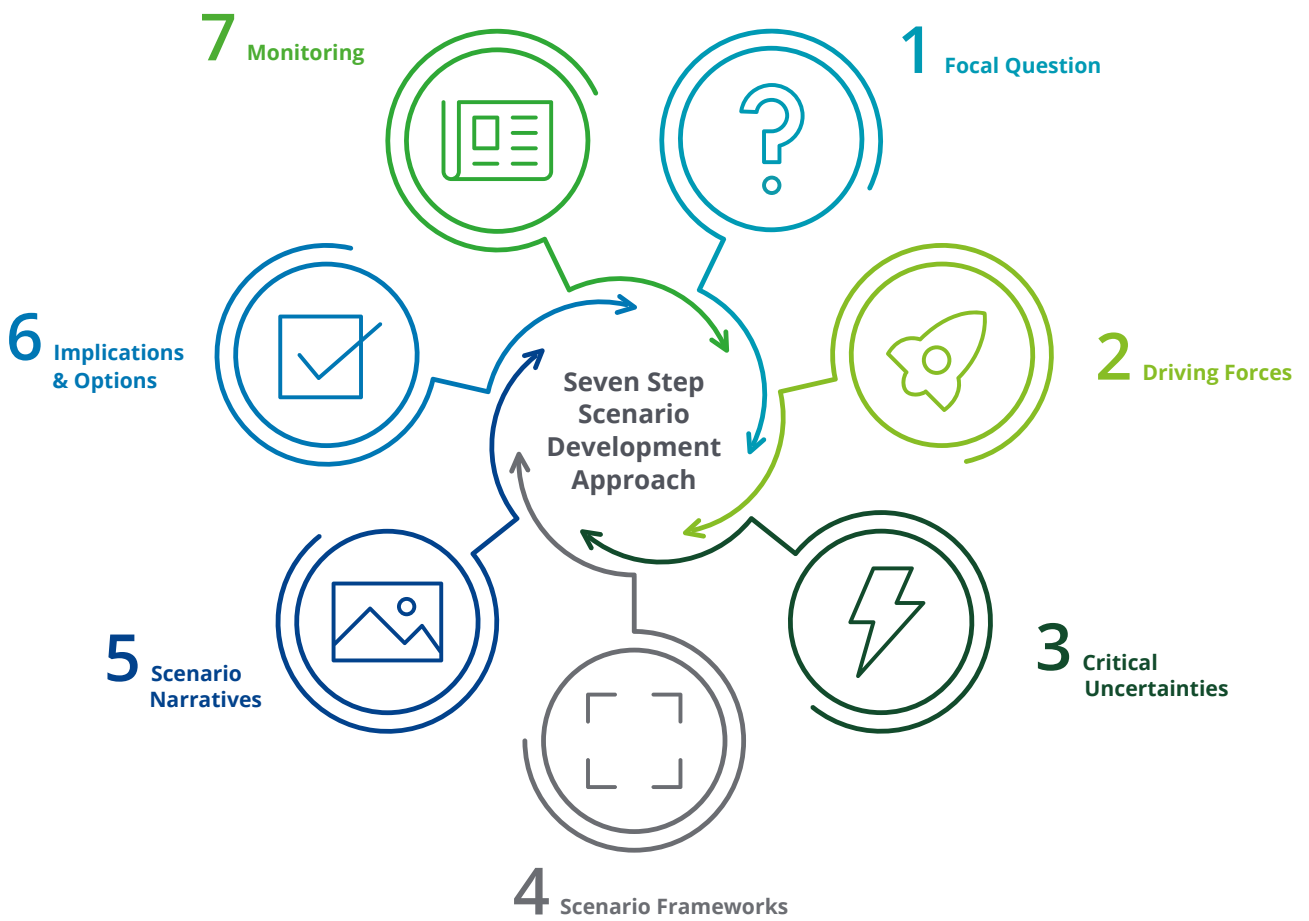 Seven Step
Scenario
Development
Approach
1 Focal Question
2 Driving Forces
3 Critical
Uncertainties
4 Scenario Frameworks
5 Scenario
Narratives
6 Implications
& Options
7 Monitoring